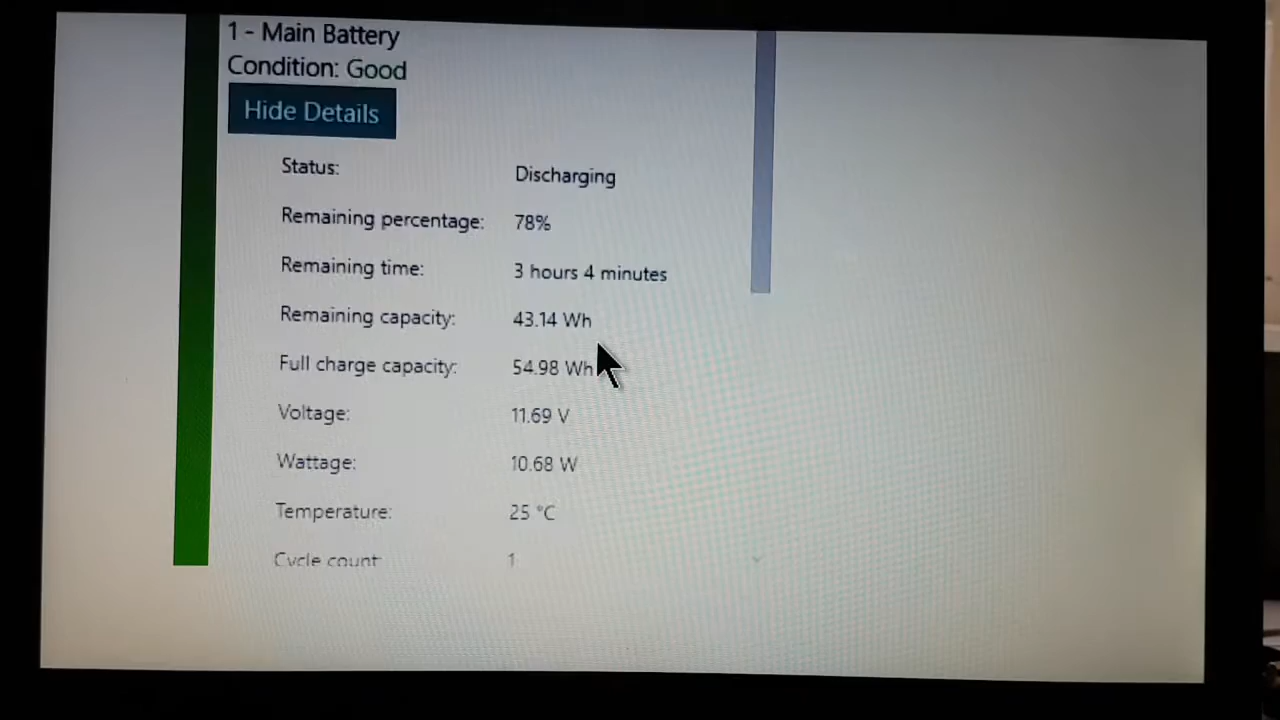 1 - Main Battery
Condition: Good
Hide Details
Status: Discharging
Remaining percentage: 78%
Remaining time: 3 hours 4 minutes
Remaining capacity: 43.14 Wh
Full charge capacity: 54.98 Wh
Voltage: 11.69 V
Wattage: 10.68 W
Temperature: 25 °C
Cycle count: 1